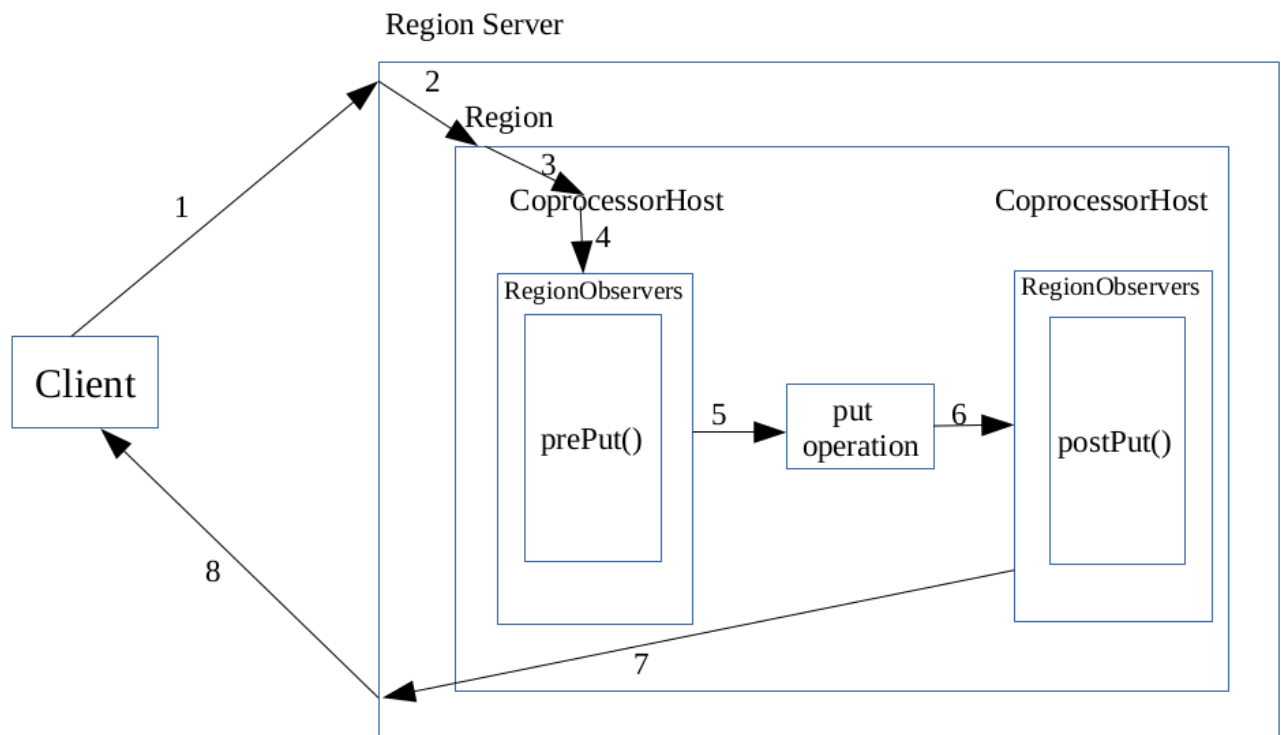 Region Server
2
Region
3
1
CoprocessorHost
CoprocessorHost
4
RegionObservers
RegionObservers
Client
5
put
operation
6
prePut()
postPut()
8
7